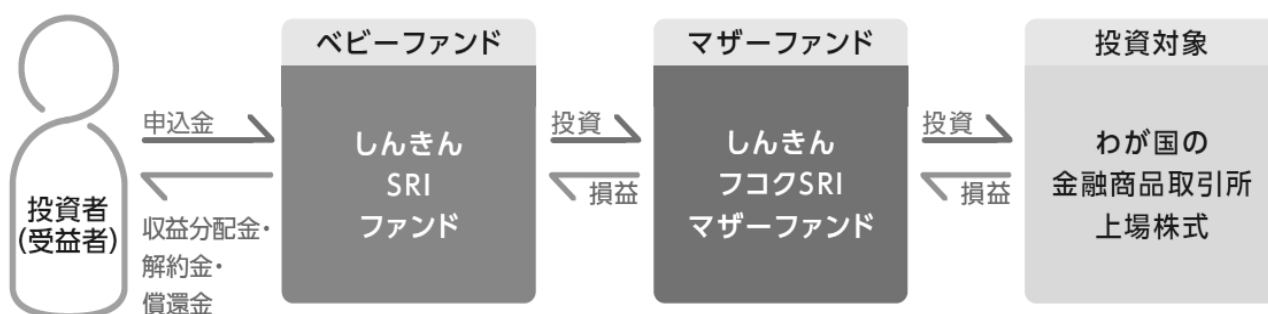 投資者
(受益者)
申込金
収益分配金・
解約金・
償還金
ベビーファンド
しんきん
SRI
ファンド
投資
損益
マザーファンド
しんきん
フコクSRI
マザーファンド
投資
損益
投資対象
わが国の
金融商品取引所
上場株式